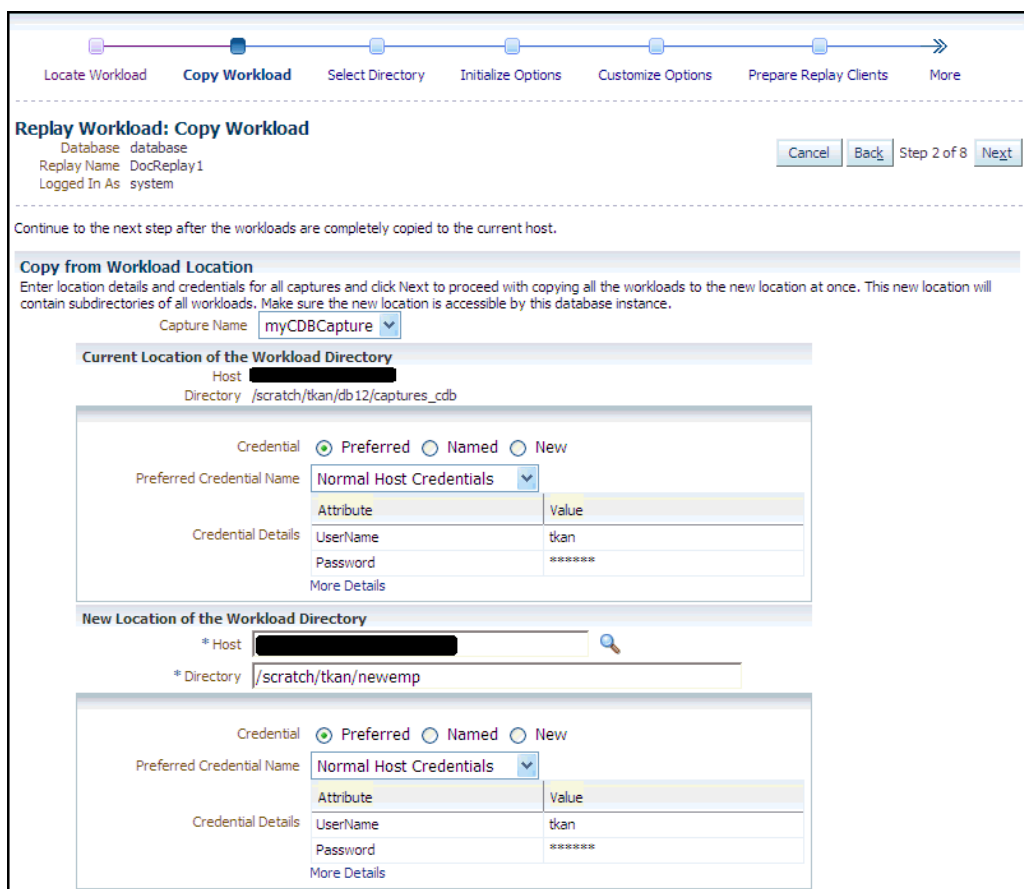 Locate Workload Copy Workload Select Directory Initialize Options Customize Options Prepare Replay Clients More
Replay Workload: Copy Workload
Database database
Replay Name DocReplay1
Logged In As system
Cancel Back Step 2 of 8 Next
Continue to the next step after the workloads are completely copied to the current host.
Copy from Workload Location
Enter location details and credentials for all captures and click Next to proceed with copying all the workloads to the new location at once. This new location will
contain subdirectories of all workloads. Make sure the new location is accessible by this database instance.
Capture Name myCDBCapture
Current Location of the Workload Directory
Host
Directory /scratch/tkan/db12/captures_cdb
Credential Preferred Named New
Preferred Credential Name Normal Host Credentials
Attribute Value
Credential Details UserName tkan
Password ******
More Details
New Location of the Workload Directory
* Host
* Directory /scratch/tkan/newemp
Credential Preferred Named New
Preferred Credential Name Normal Host Credentials
Attribute Value
Credential Details UserName tkan
Password ******
More Details